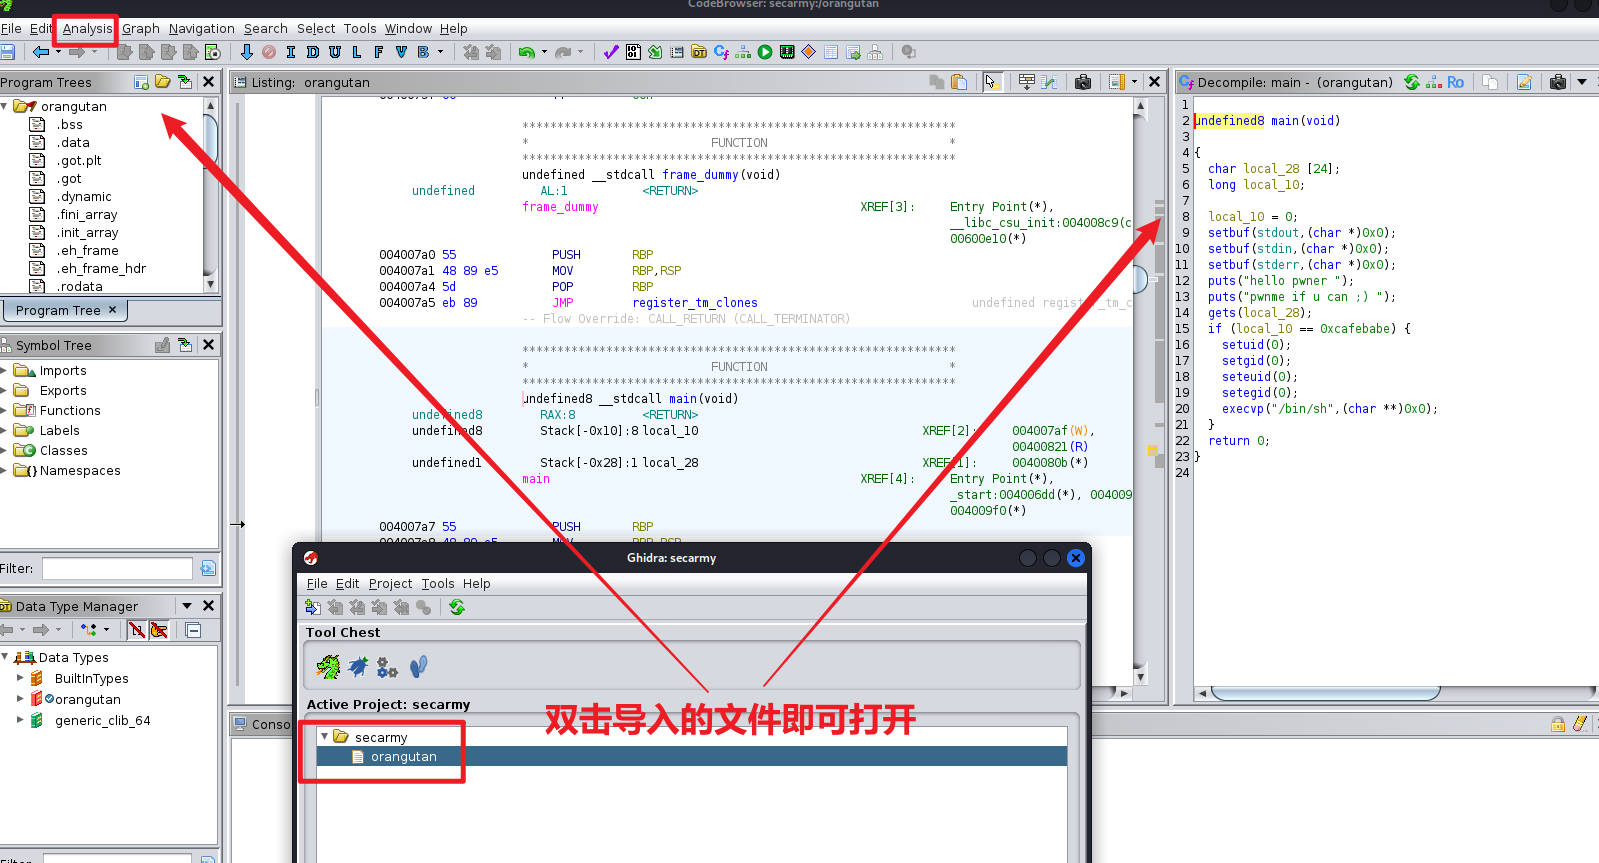 CodeBrowser: secarmy:/orangutan
File Edit Analysis Graph Navigation Search Select Tools Window Help
I D U L F V B
Program Trees
orangutan
.bss
.data
.got.plt
.got
.dynamic
.fini_array
.init_array
.eh_frame
.eh_frame_hdr
.rodata
Program Tree ×
Symbol Tree
Imports
Exports
Functions
Labels
Classes
Namespaces
Filter:
Data Type Manager
Data Types
BuiltInTypes
orangutan
generic_clib_64
Filter:
Listing: orangutan
**************************************************************
* FUNCTION *
**************************************************************
undefined __stdcall frame_dummy(void)
undefined AL:1 <RETURN>
frame_dummy XREF[3]: Entry Point(*),
__libc_csu_init:004008c9(c
00600e10(*)
004007a0 55 PUSH RBP
004007a1 48 89 e5 MOV RBP,RSP
004007a4 5d POP RBP
004007a5 eb 89 JMP register_tm_clones undefined register_tm_c
-- Flow Override: CALL_RETURN (CALL_TERMINATOR)
**************************************************************
* FUNCTION *
**************************************************************
undefined8 __stdcall main(void)
undefined8 RAX:8 <RETURN>
undefined8 Stack[-0x10]:8 local_10 XREF[2]: 004007af(W),
00400821(R)
undefined1 Stack[-0x28]:1 local_28 XREF[1]: 0040080b(*)
main XREF[4]: Entry Point(*),
_start:004006dd(*), 004009
004009f0(*)
004007a7 55 PUSH RBP
004007a8 48 89 e5 MOV RBP,RSP
Decompile: main - (orangutan)
Ro
1
2 undefined8 main(void)
3
4 {
5 char local_28 [24];
6 long local_10;
7
8 local_10 = 0;
9 setbuf(stdout,(char *)0x0);
10 setbuf(stdin,(char *)0x0);
11 setbuf(stderr,(char *)0x0);
12 puts("hello pwner ");
13 puts("pwnme if u can ;) ");
14 gets(local_28);
15 if (local_10 == 0xcafebabe) {
16 setuid(0);
17 setgid(0);
18 seteuid(0);
19 setegid(0);
20 execvp("/bin/sh",(char **)0x0);
21 }
22 return 0;
23 }
24
Conso
Ghidra: secarmy
File Edit Project Tools Help
Tool Chest
Active Project: secarmy
secarmy
orangutan
双击导入的文件即可打开